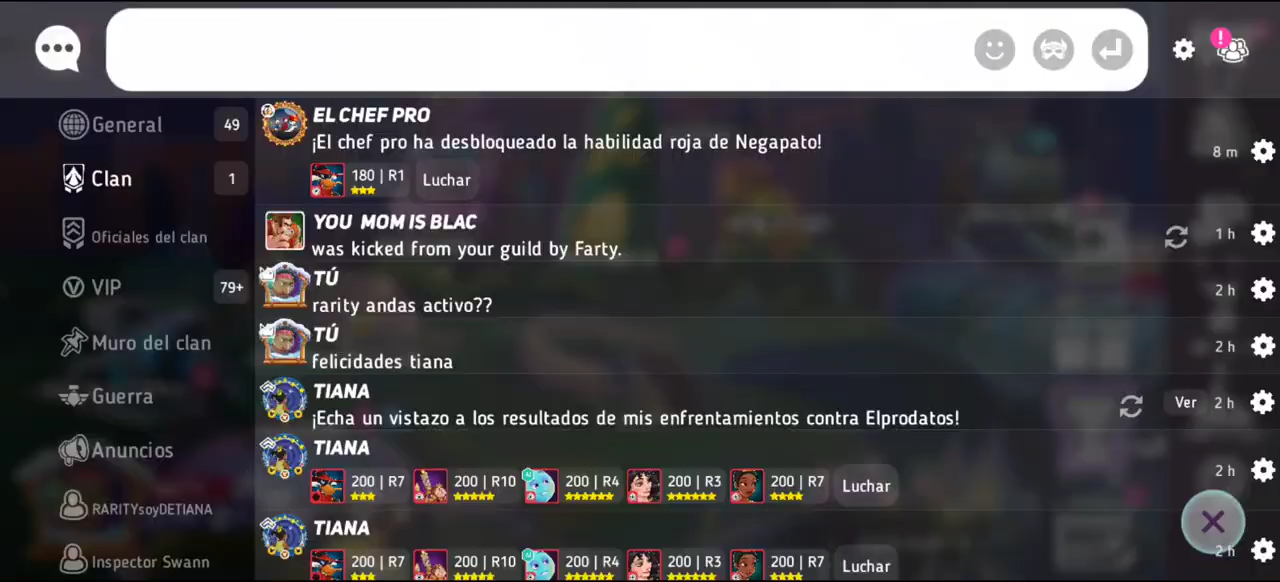 General 49
Clan 1
Oficiales del clan
VIP 79+
Muro del clan
Guerra
Anuncios
RARITYsoyDETIANA
Inspector Swann
EL CHEF PRO
¡El chef pro ha desbloqueado la habilidad roja de Negapato!
8 m
180 | R1 Luchar
YOU MOM IS BLAC
was kicked from your guild by Farty.
1 h
TÚ
rarity andas activo??
2 h
TÚ
felicidades tiana
2 h
TIANA
¡Echa un vistazo a los resultados de mis enfrentamientos contra Elprodatos!
Ver 2 h
TIANA
200 | R7 200 | R10 200 | R4 200 | R3 200 | R7 Luchar
2 h
TIANA
200 | R7 200 | R10 200 | R4 200 | R3 200 | R7 Luchar
2 h